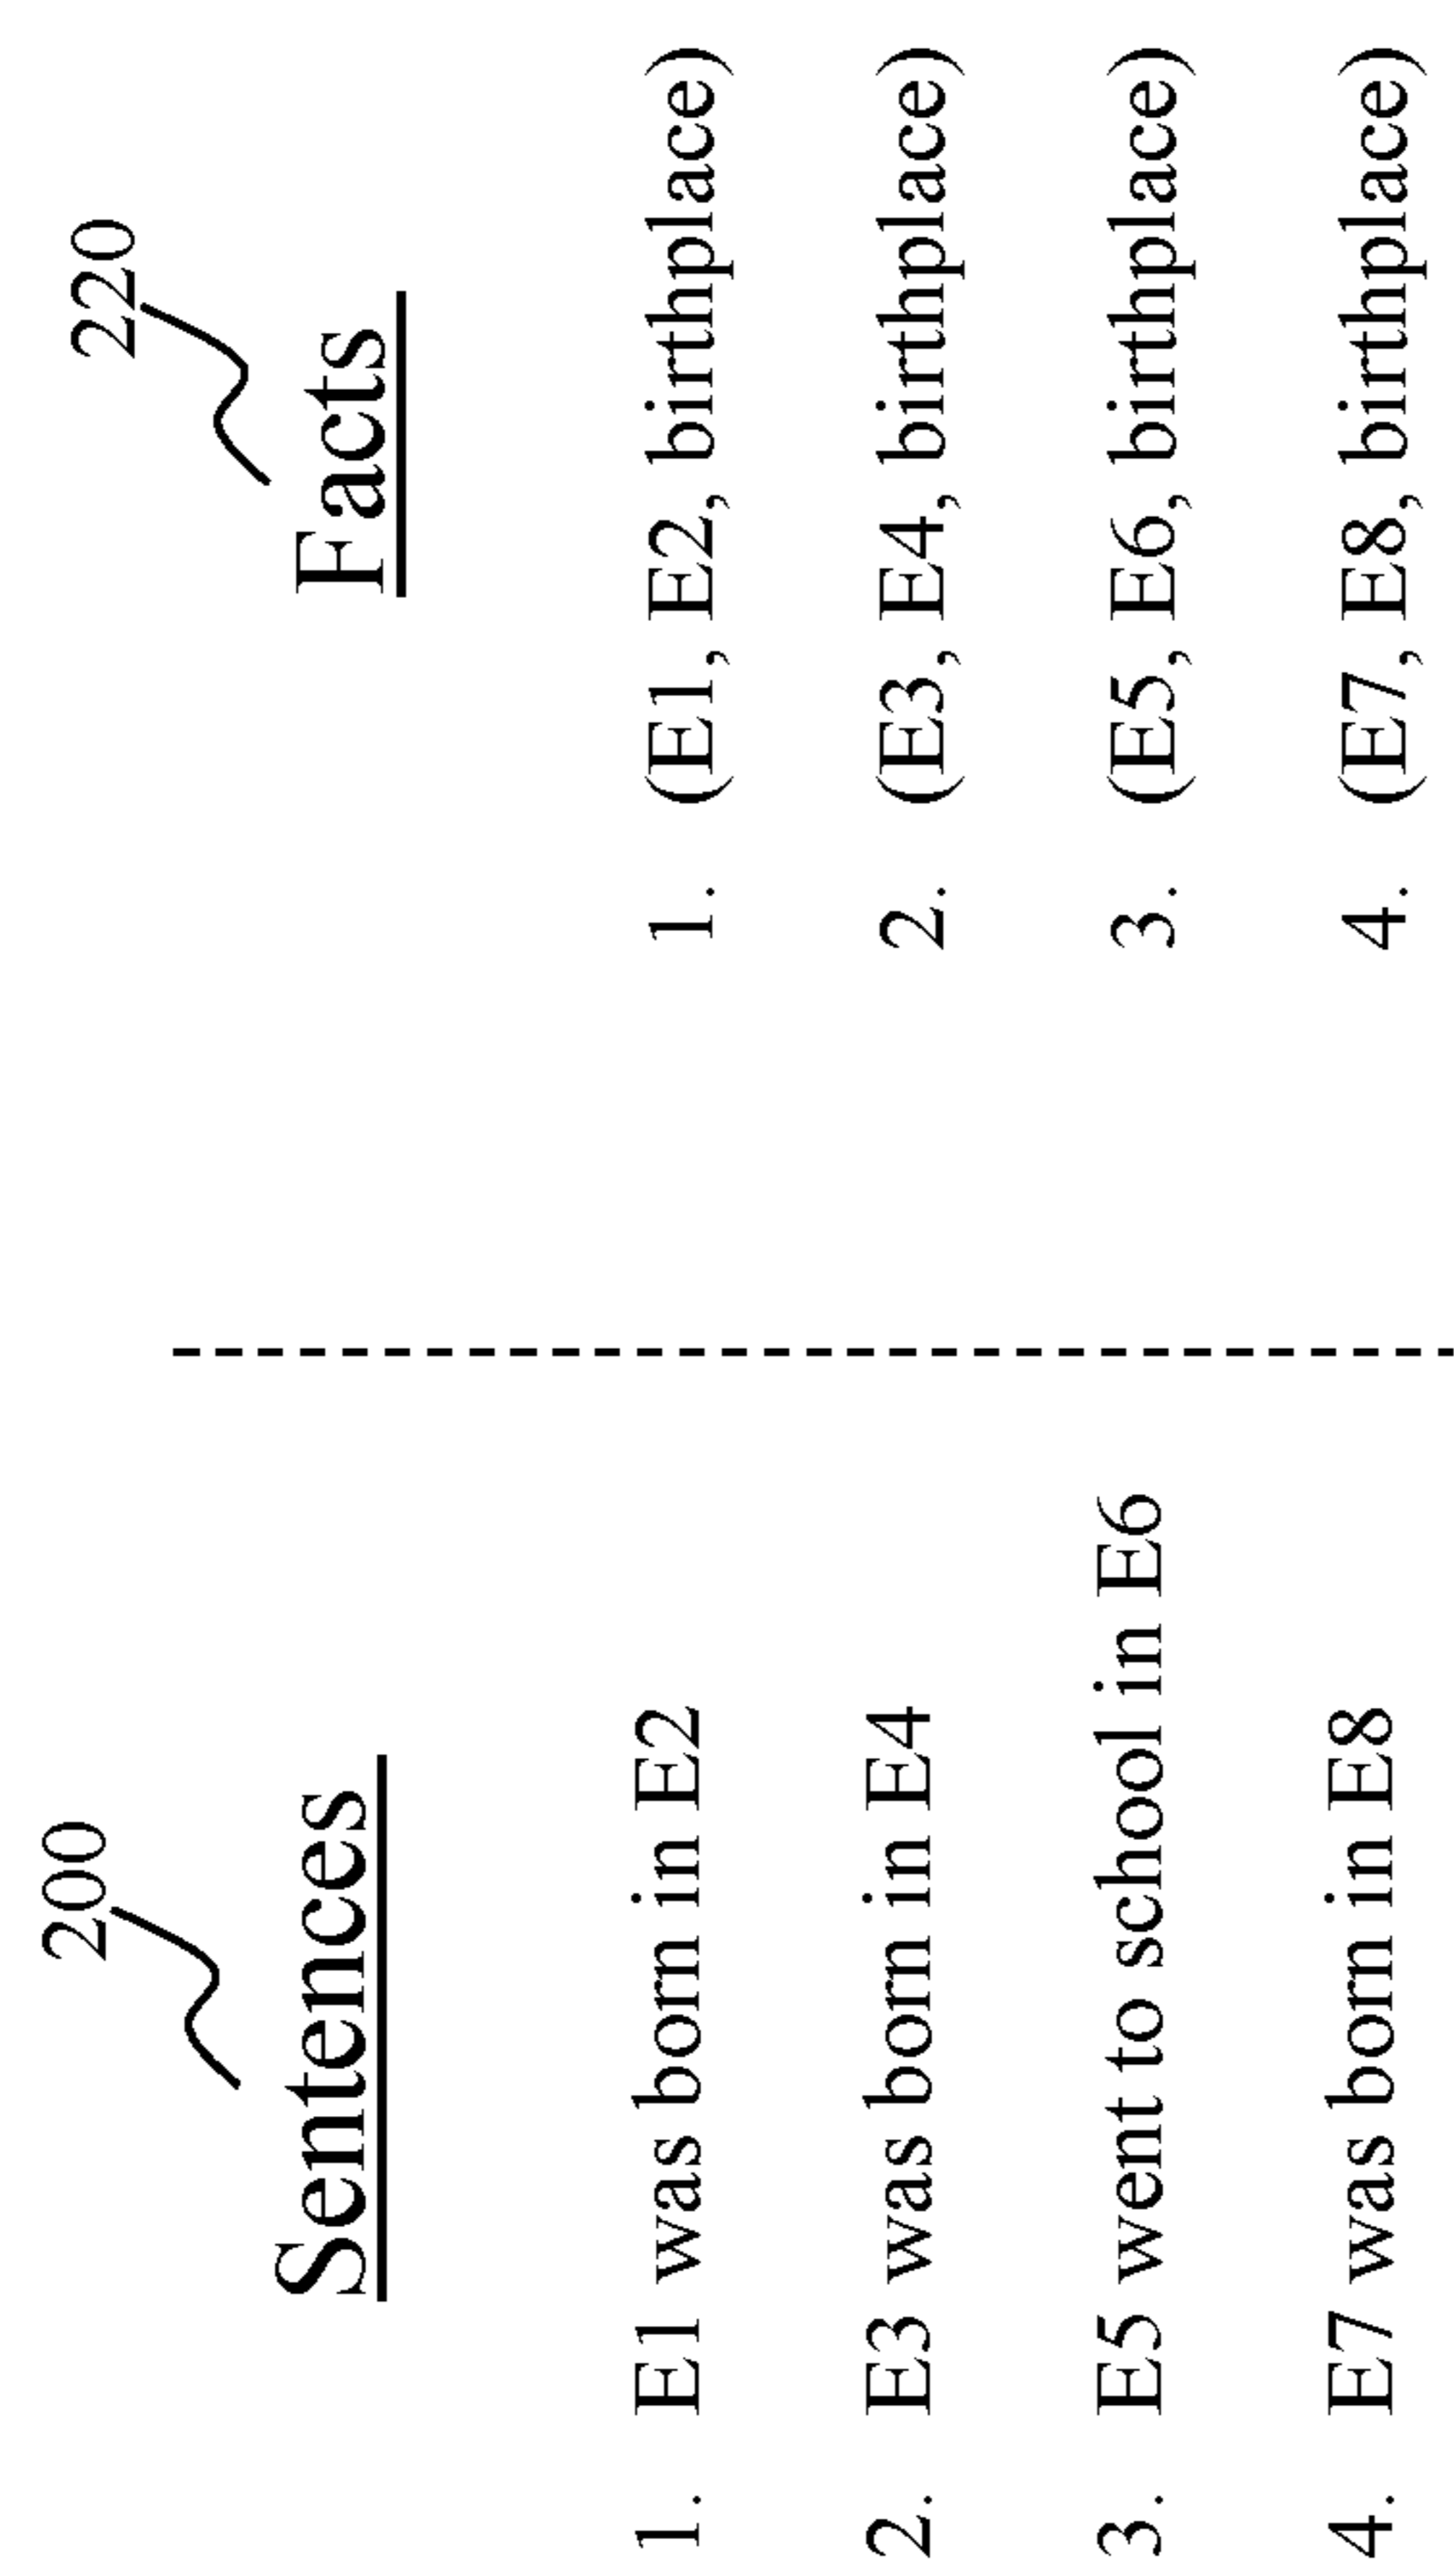 200
Sentences
1. E1 was born in E2
2. E3 was born in E4
3. E5 went to school in E6
4. E7 was born in E8
220
Facts
1. (E1, E2, birthplace)
2. (E3, E4, birthplace)
3. (E5, E6, birthplace)
4. (E7, E8, birthplace)